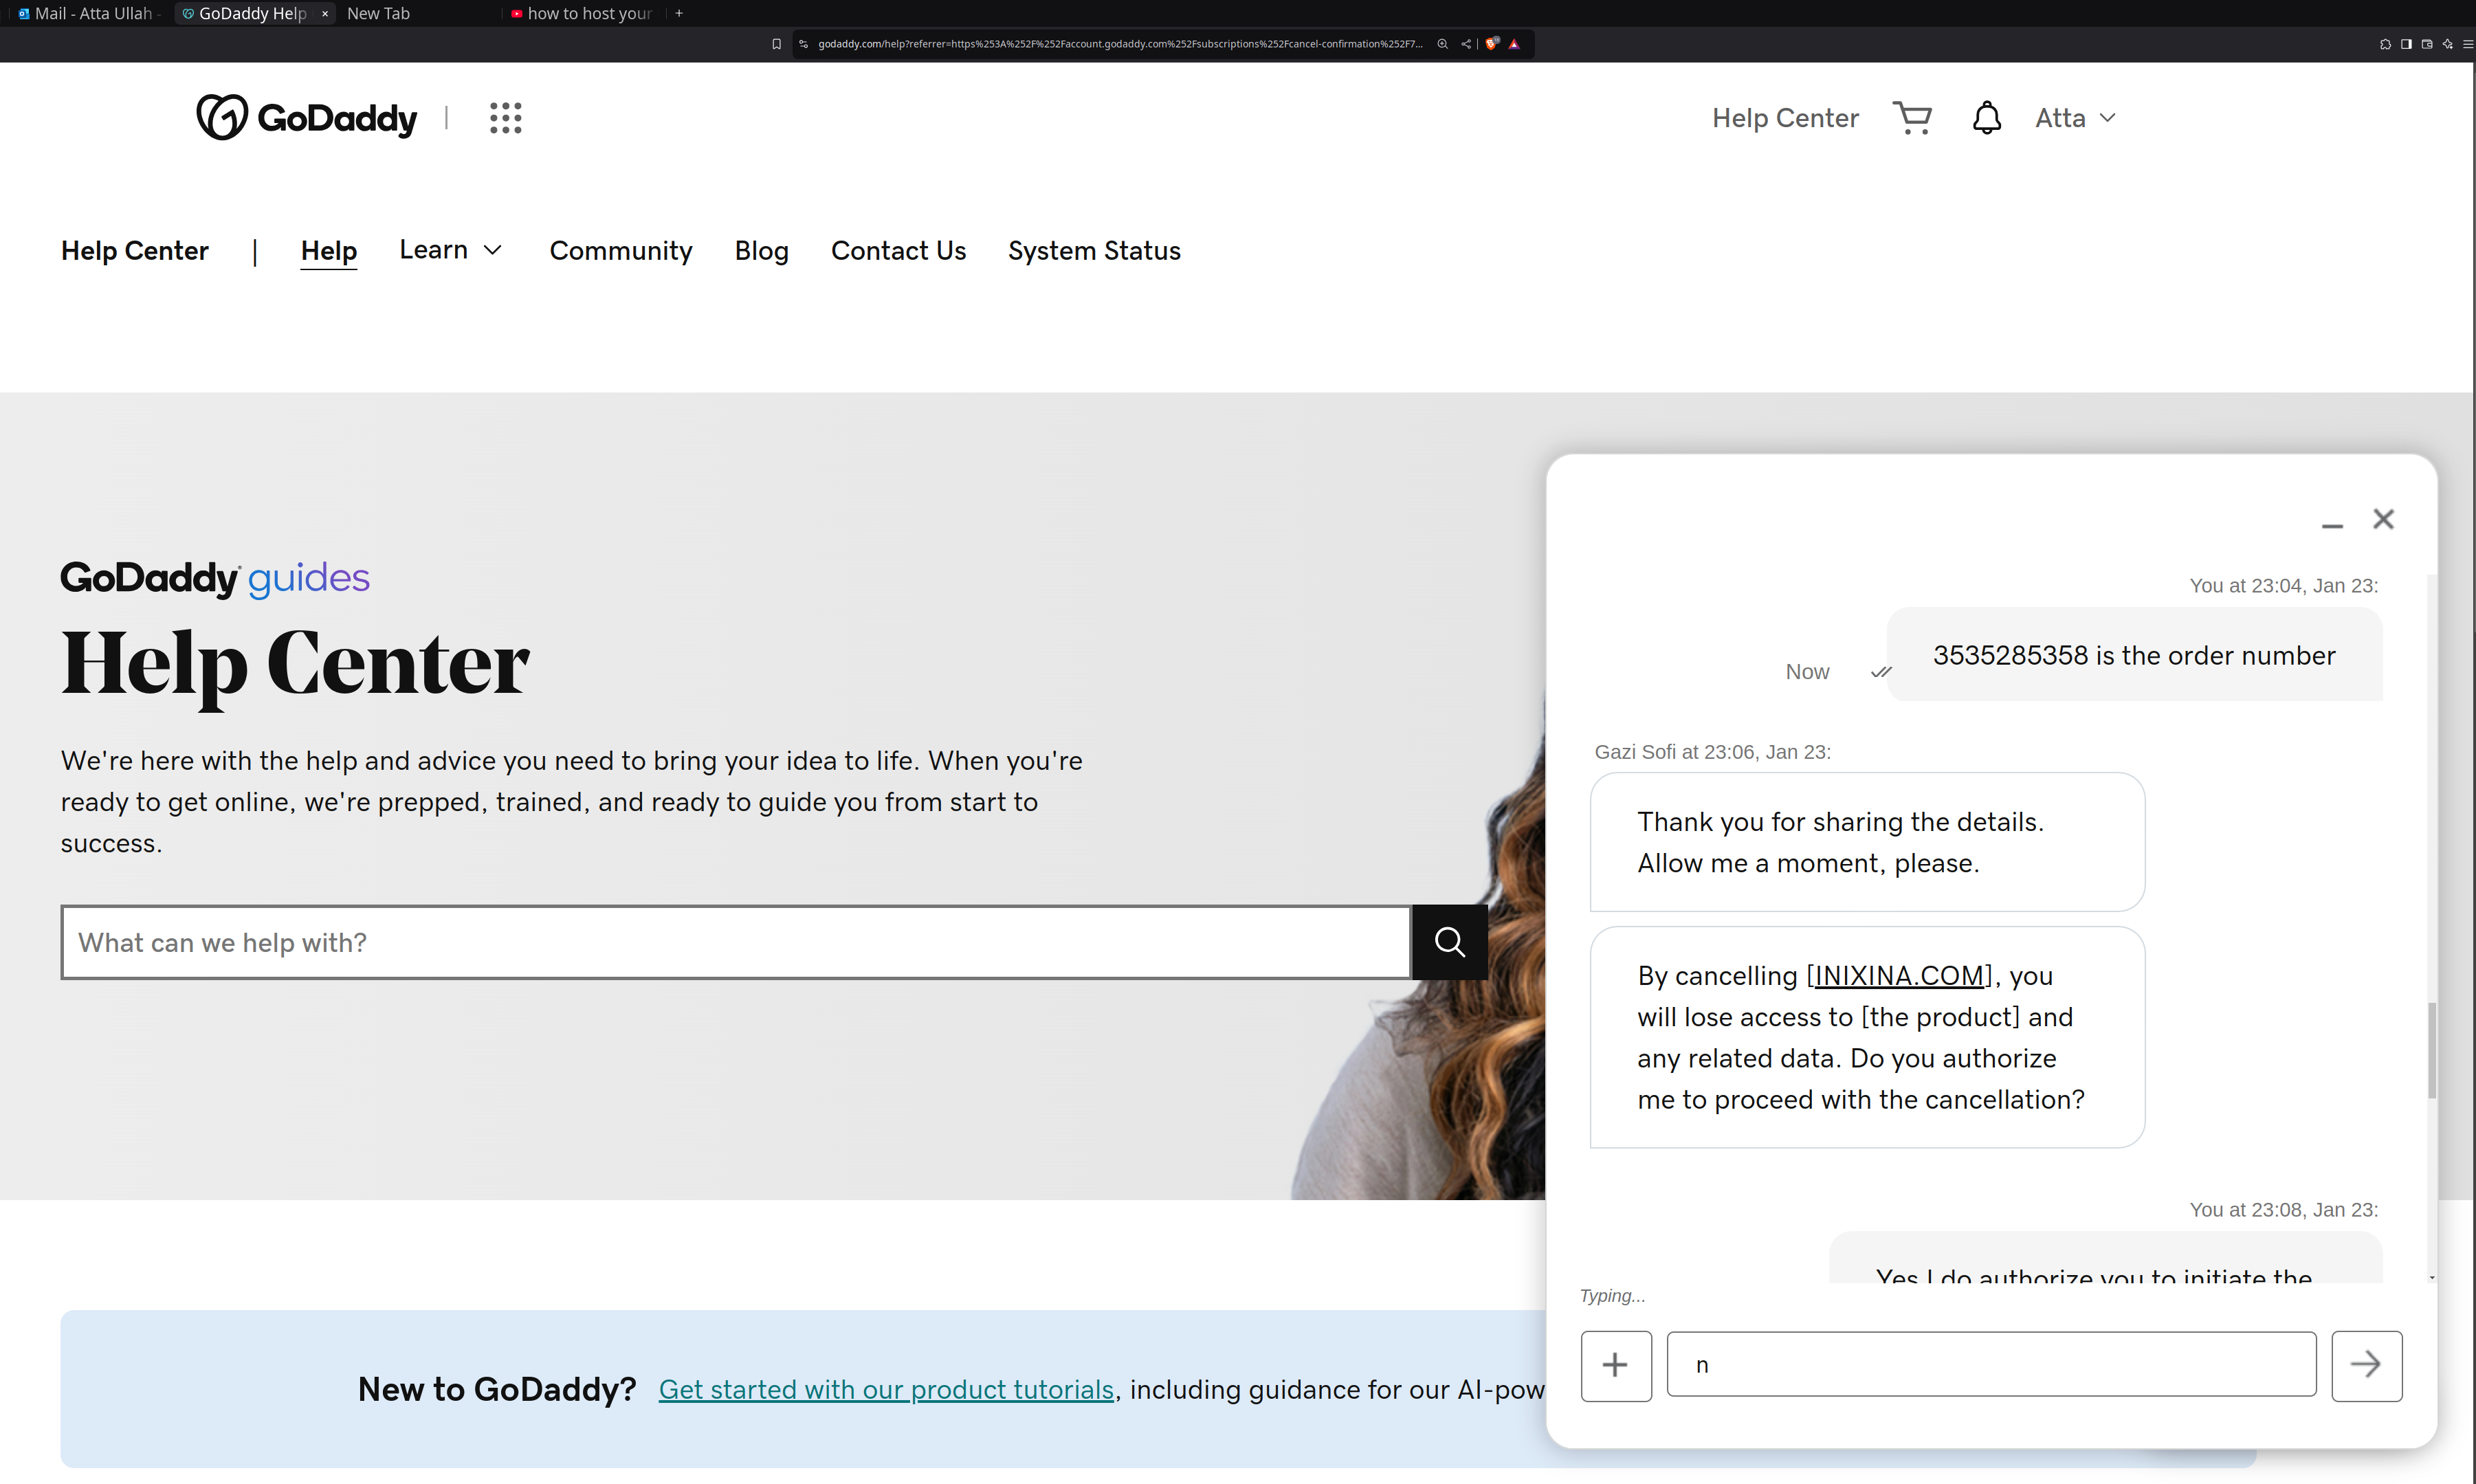 Mail - Atta Ullah -
GoDaddy Help
New Tab
how to host your
godaddy.com/help?referrer=https%253A%252F%252Faccount.godaddy.com%252Fsubscriptions%252Fcancel-confirmation%252F7...
GoDaddy
Help Center
Atta
Help Center | Help Learn Community Blog Contact Us System Status
GoDaddy guides
Help Center
We're here with the help and advice you need to bring your idea to life. When you're
ready to get online, we're prepped, trained, and ready to guide you from start to
success.
What can we help with?
New to GoDaddy? Get started with our product tutorials, including guidance for our AI-pow
You at 23:04, Jan 23:
3535285358 is the order number
Now
Gazi Sofi at 23:06, Jan 23:
Thank you for sharing the details.
Allow me a moment, please.
By cancelling [INIXINA.COM], you
will lose access to [the product] and
any related data. Do you authorize
me to proceed with the cancellation?
You at 23:08, Jan 23:
Yes I do authorize you to initiate the
Typing...
n